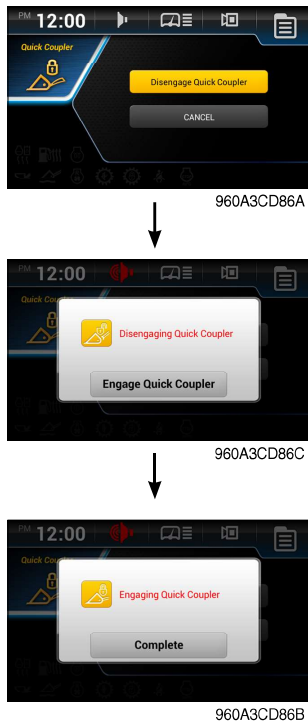 PM 12:00
Quick Coupler
Disengage Quick Coupler
CANCEL
960A3CD86A
PM 12:00
Quick Coupler
Disengaging Quick Coupler
Engage Quick Coupler
960A3CD86C
PM 12:00
Quick
Engaging Quick Coupler
Complete
960A3CD86B